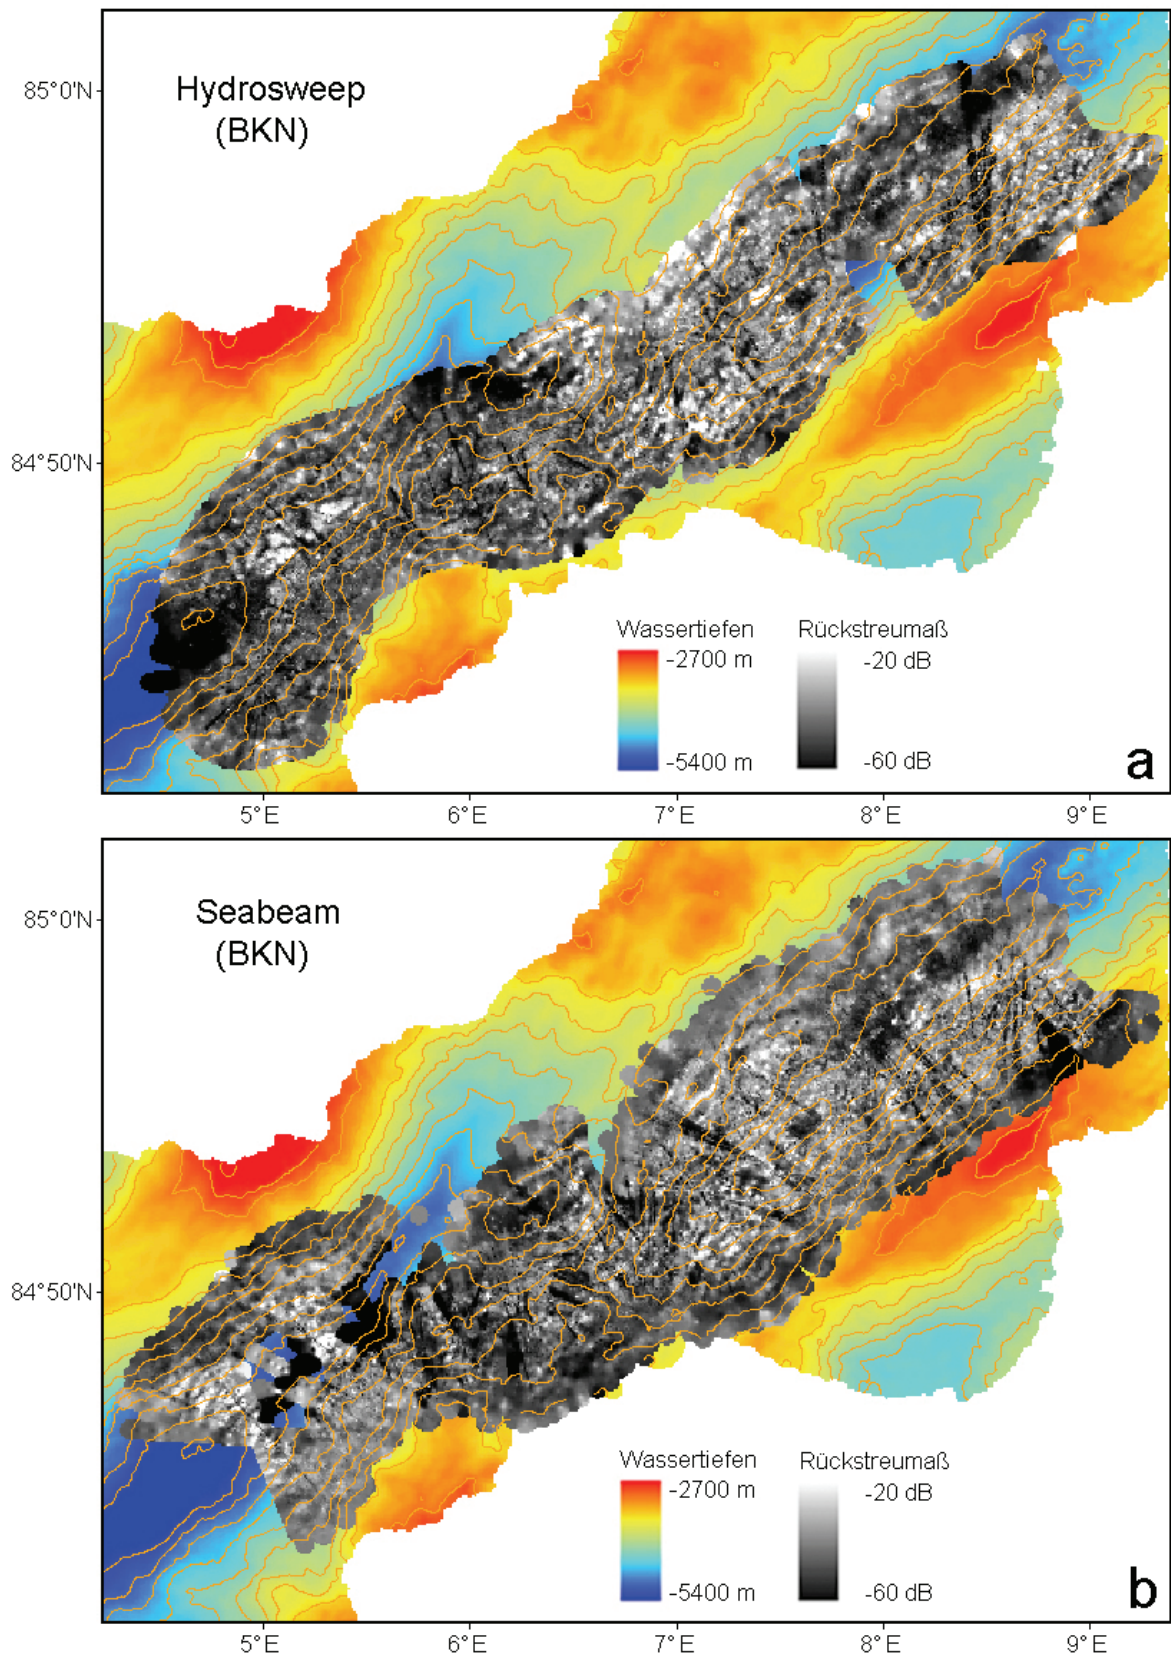 Hydrosweep
(BKN)
85°0'N
84°50'N
Wassertiefen
-2700 m
-5400 m
Rückstreumaß
-20 dB
-60 dB
a
5°E
6°E
7°E
8°E
9°E
Seabeam
(BKN)
85°0'N
84°50'N
Wassertiefen
-2700 m
-5400 m
Rückstreumaß
-20 dB
-60 dB
b
5°E
6°E
7°E
8°E
9°E